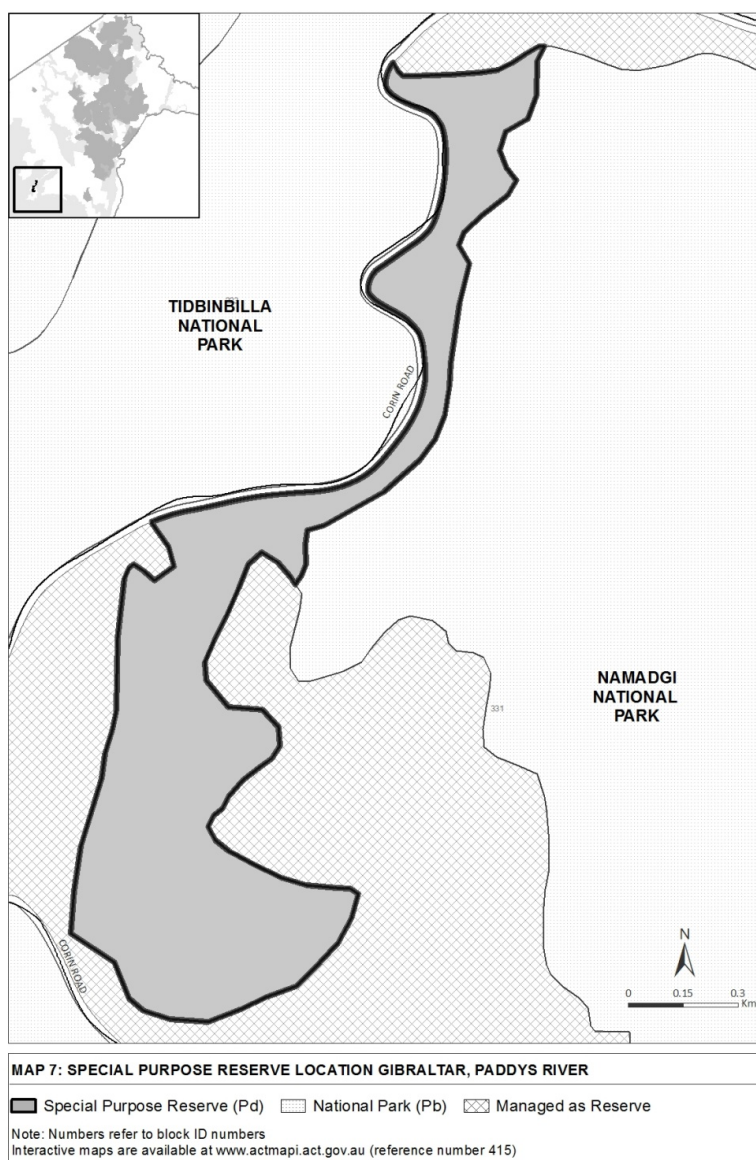 TIDBINBILLA
NATIONAL
PARK
CORIN ROAD
NAMADGI
NATIONAL
PARK
331
CORIN ROAD
N
0 0.15 0.3
Km
MAP 7: SPECIAL PURPOSE RESERVE LOCATION GIBRALTAR, PADDYS RIVER
Special Purpose Reserve (Pd) National Park (Pb) Managed as Reserve
Note: Numbers refer to block ID numbers
Interactive maps are available at www.actmapi.act.gov.au (reference number 415)